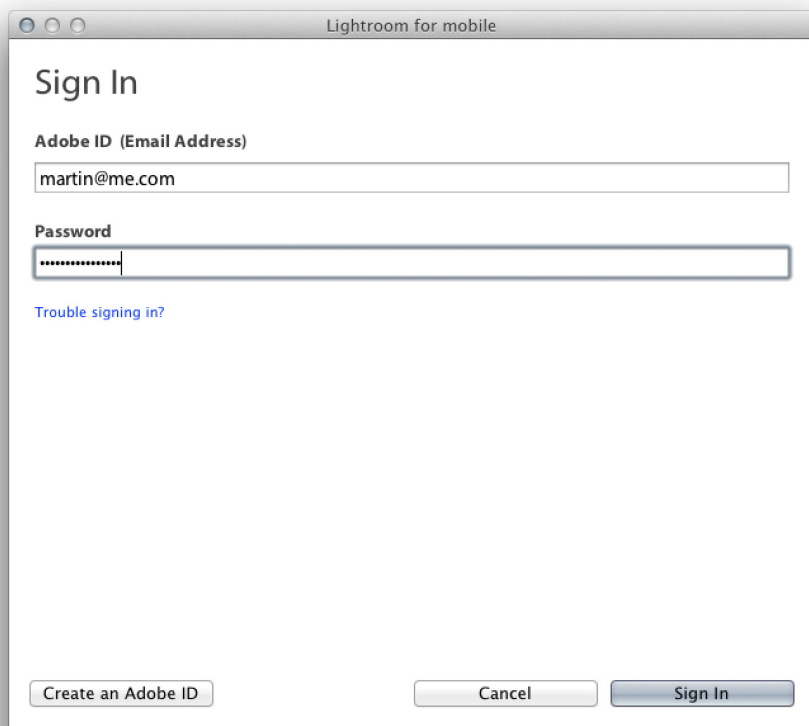 Lightroom for mobile
Sign In
Adobe ID (Email Address)
martin@me.com
Password
••••••••••••••••
Trouble signing in?
Create an Adobe ID
Cancel
Sign In